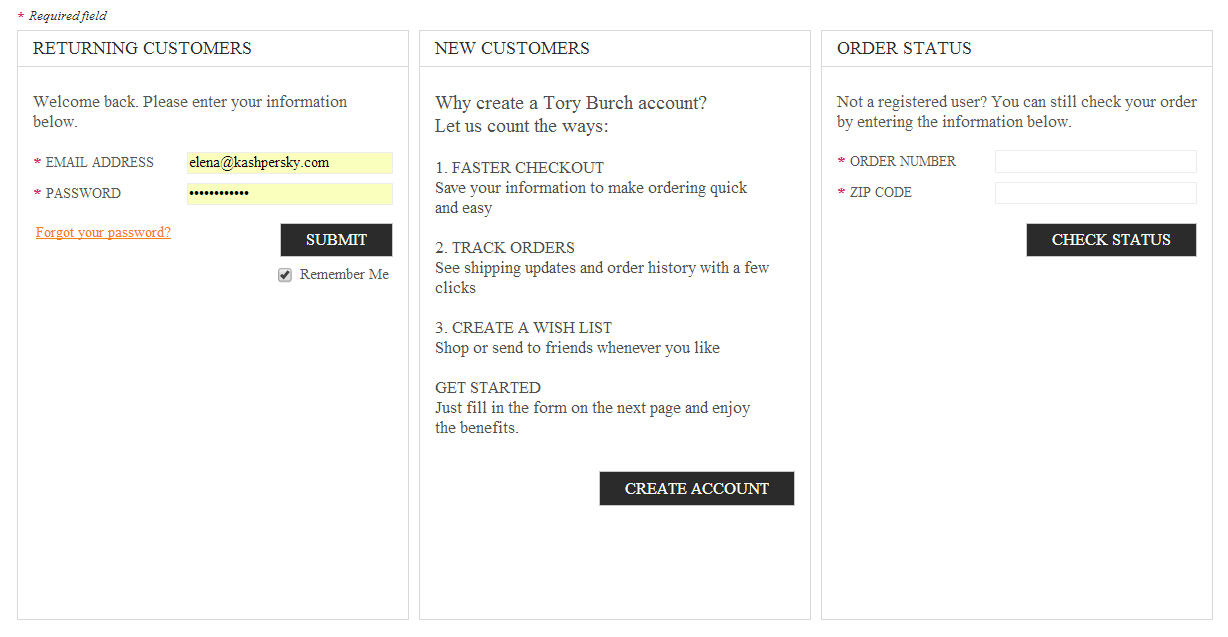 * Required field
RETURNING CUSTOMERS
Welcome back. Please enter your information
below.
* EMAIL ADDRESS elena@kashpersky.com
* PASSWORD ••••••••••••
Forgot your password? SUBMIT
Remember Me
NEW CUSTOMERS
Why create a Tory Burch account?
Let us count the ways:
1. FASTER CHECKOUT
Save your information to make ordering quick
and easy
2. TRACK ORDERS
See shipping updates and order history with a few
clicks
3. CREATE A WISH LIST
Shop or send to friends whenever you like
GET STARTED
Just fill in the form on the next page and enjoy
the benefits.
CREATE ACCOUNT
ORDER STATUS
Not a registered user? You can still check your order
by entering the information below.
* ORDER NUMBER
* ZIP CODE
CHECK STATUS